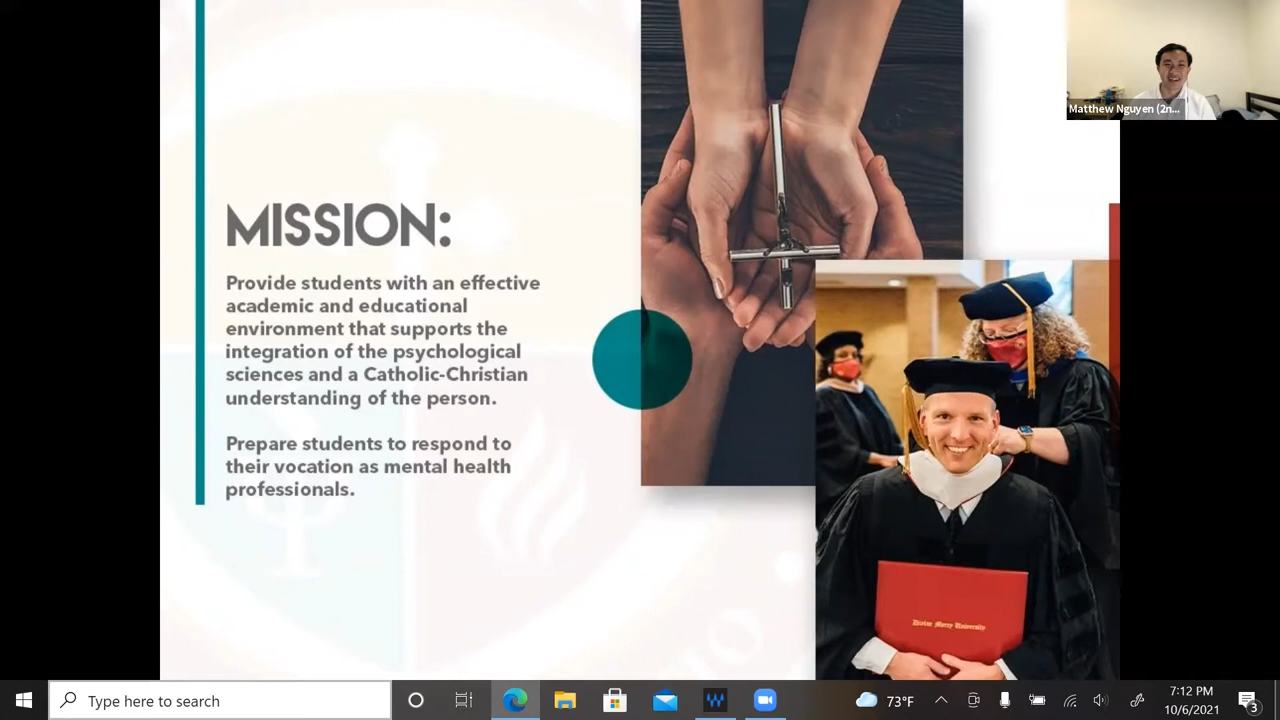 Matthew Nguyen (2n...
MISSION:
Provide students with an effective
academic and educational
environment that supports the
integration of the psychological
sciences and a Catholic-Christian
understanding of the person.
Prepare students to respond to
their vocation as mental health
professionals.
Divine Mercy University
Type here to search
73°F
7:12 PM
10/6/2021
3